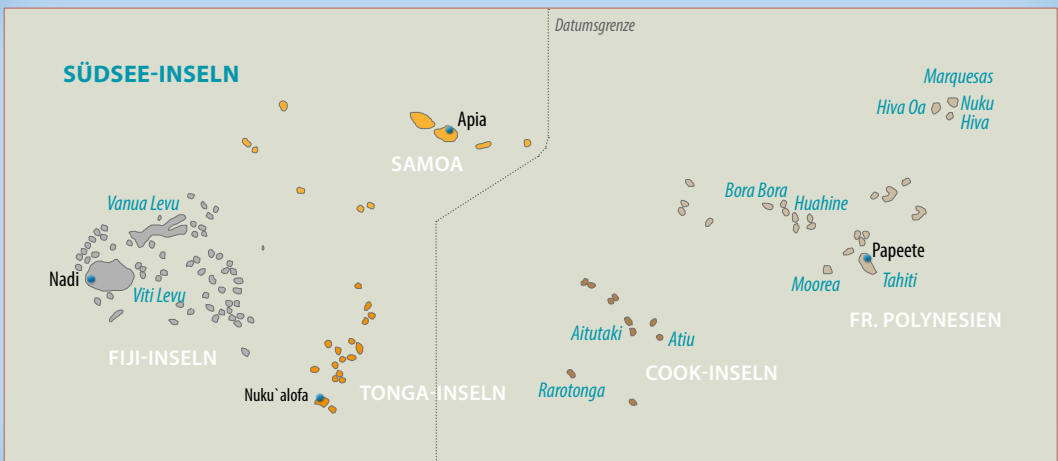 Datumsgrenze
SÜDSEE-INSELN
Marquesas
Hiva Oa
Nuku
Hiva
Apia
SAMOA
Vanua Levu
Bora Bora
Huahine
Nadi
Viti Levu
Papeete
Moorea
Tahiti
FR. POLYNESIEN
Aitutaki
Atiu
FIJI-INSELN
COOK-INSELN
Rarotonga
Nuku`alofa
TONGA-INSELN